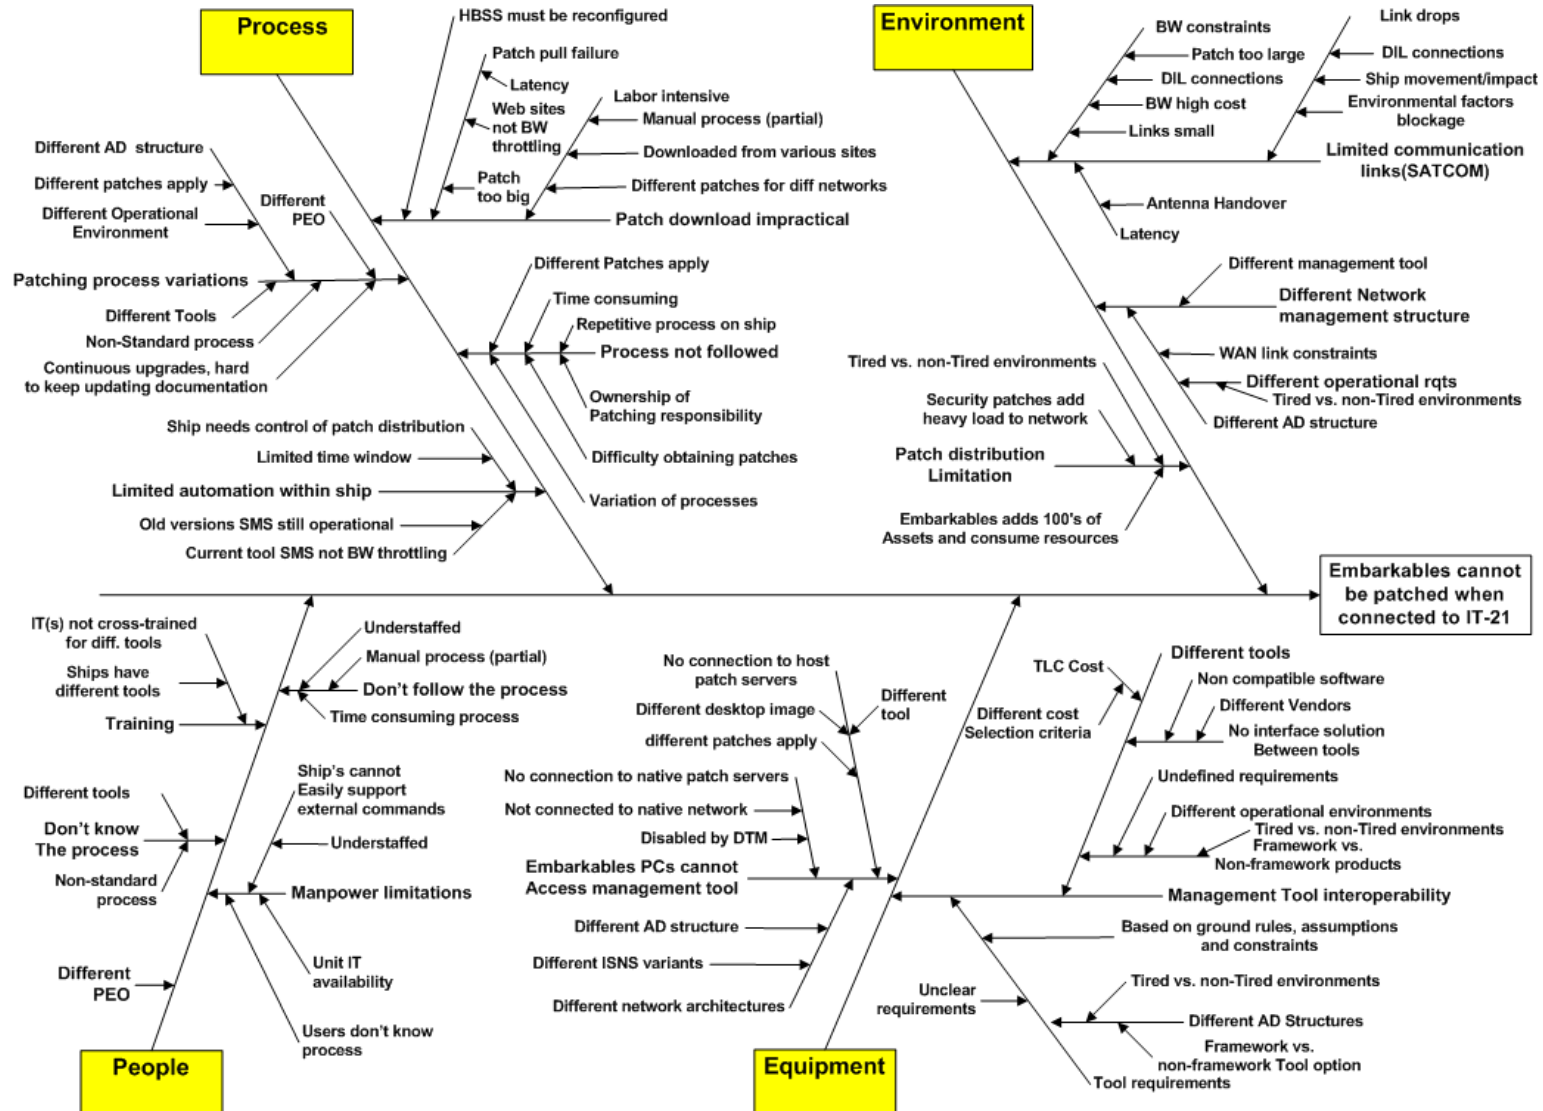 Process
HBSS must be reconfigured
Patch pull failure
Latency
Web sites
not BW
throttling
Patch
too big
Labor intensive
Manual process (partial)
Downloaded from various sites
Different patches for diff networks
Patch download impractical
Different AD structure
Different patches apply
Different Operational
Environment
Different
PEO
Patching process variations
Different Tools
Non-Standard process
Continuous upgrades, hard
to keep updating documentation
Different Patches apply
Time consuming
Repetitive process on ship
Process not followed
Ownership of
Patching responsibility
Difficulty obtaining patches
Variation of processes
Ship needs control of patch distribution
Limited time window
Limited automation within ship
Old versions SMS still operational
Current tool SMS not BW throttling
Environment
BW constraints
Patch too large
DIL connections
BW high cost
Links small
Link drops
DIL connections
Ship movement/impact
Environmental factors
blockage
Limited communication
links(SATCOM)
Antenna Handover
Latency
Different management tool
Different Network
management structure
WAN link constraints
Different operational rqts
Tired vs. non-Tired environments
Different AD structure
Tired vs. non-Tired environments
Security patches add
heavy load to network
Patch distribution
Limitation
Embarkables adds 100's of
Assets and consume resources
Embarkables cannot
be patched when
connected to IT-21
IT(s) not cross-trained
for diff. tools
Ships have
different tools
Training
Understaffed
Manual process (partial)
Don't follow the process
Time consuming process
Different tools
Don't know
The process
Non-standard
process
Ship's cannot
Easily support
external commands
Understaffed
Manpower limitations
Unit IT
availability
Users don't know
process
Different
PEO
People
No connection to host
patch servers
Different desktop image
Different
tool
different patches apply
No connection to native patch servers
Not connected to native network
Disabled by DTM
Embarkables PCs cannot
Access management tool
Different AD structure
Different ISNS variants
Different network architectures
Equipment
TLC Cost
Different cost
Selection criteria
Different tools
Non compatible software
Different Vendors
No interface solution
Between tools
Undefined requirements
Different operational environments
Tired vs. non-Tired environments
Framework vs.
Non-framework products
Management Tool interoperability
Based on ground rules, assumptions
and constraints
Unclear
requirements
Tired vs. non-Tired environments
Different AD Structures
Framework vs.
non-framework Tool option
Tool requirements